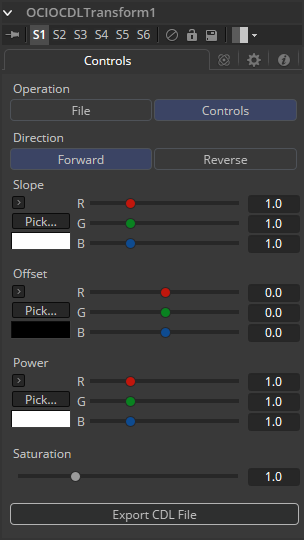 OCIOCDLTransform1
S1 S2 S3 S4 S5 S6
Controls
Operation
File Controls
Direction
Forward Reverse
Slope
R 1.0
Pick... G 1.0
B 1.0
Offset
R 0.0
Pick... G 0.0
B 0.0
Power
R 1.0
Pick... G 1.0
B 1.0
Saturation
1.0
Export CDL File